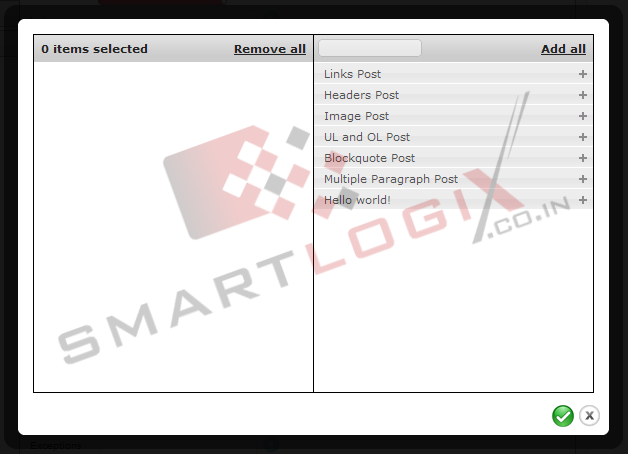 0 items selected
Remove all
Add all
Links Post
Headers Post
Image Post
UL and OL Post
Blockquote Post
Multiple Paragraph Post
Hello world!
SMARTLOGIX
.CO.IN